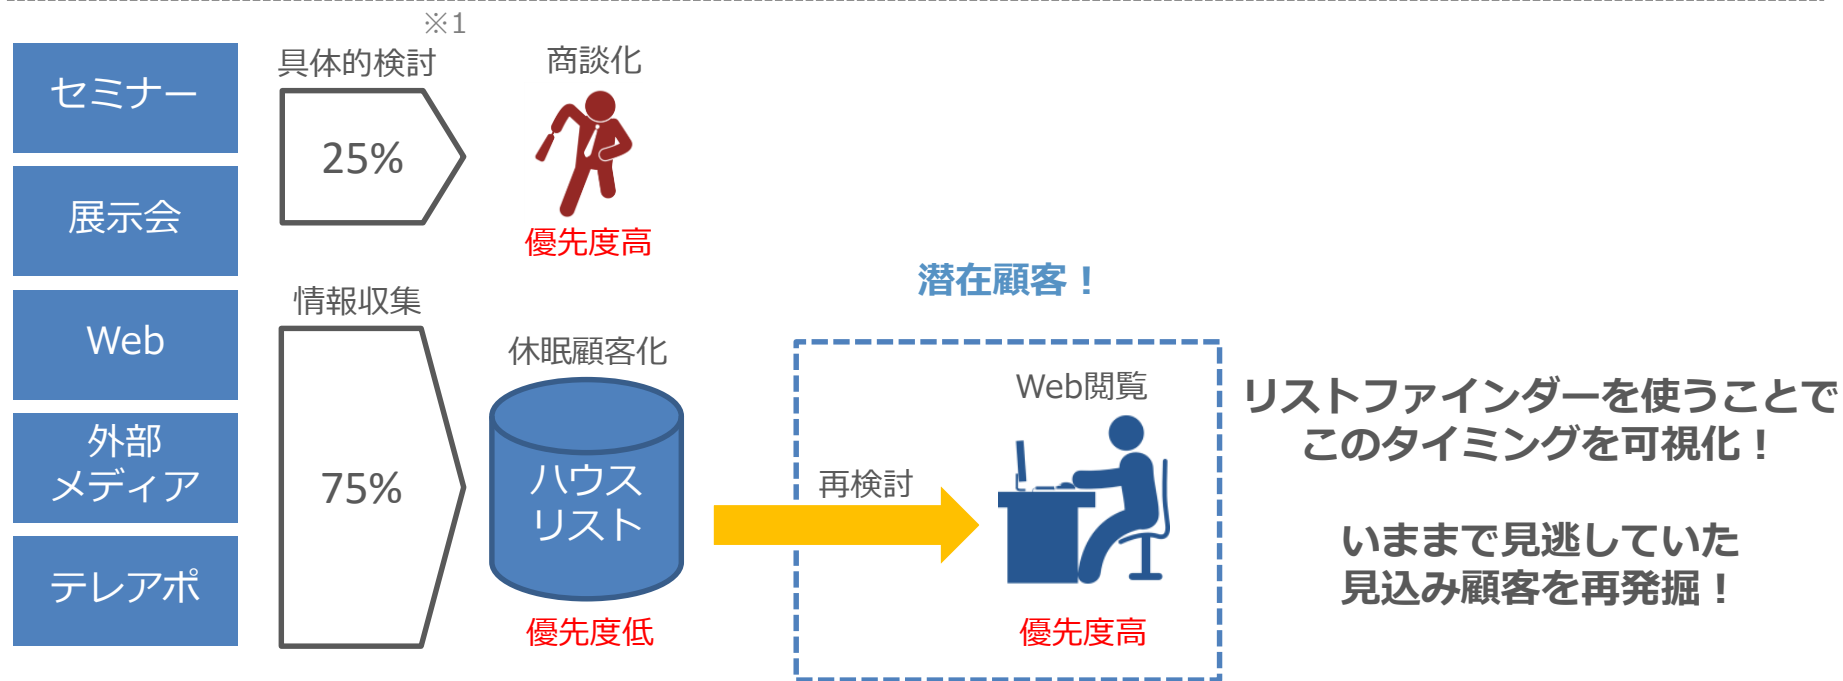 ※1
セミナー
展示会
Web
外部
メディア
テレアポ
具体的検討
25%
商談化
優先度高
情報収集
75%
休眠顧客化
ハウス
リスト
優先度低
潜在顧客！
再検討
Web閲覧
優先度高
リストファインダーを使うことで
このタイミングを可視化！
いままで見逃していた
見込み顧客を再発掘！